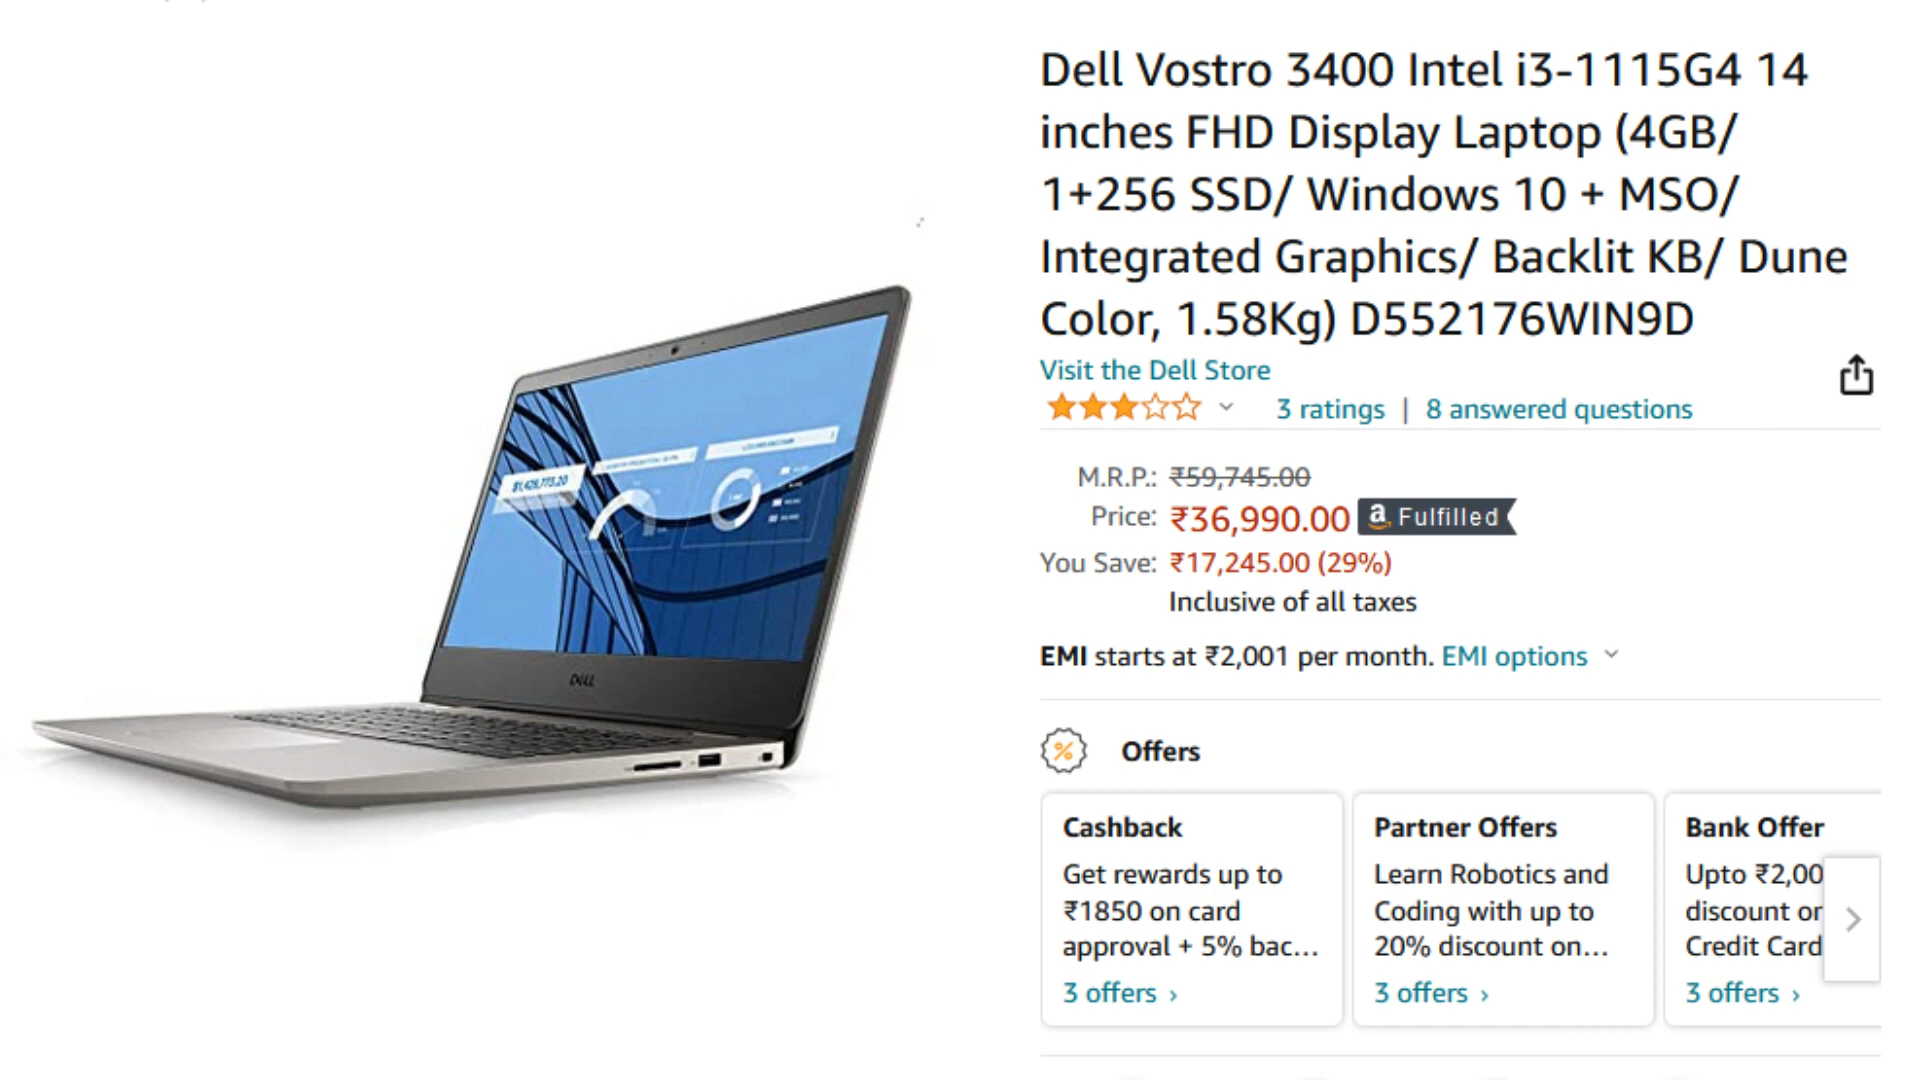 Dell Vostro 3400 Intel i3-1115G4 14
inches FHD Display Laptop (4GB/
1+256 SSD/ Windows 10 + MSO/
Integrated Graphics/ Backlit KB/ Dune
Color, 1.58Kg) D552176WIN9D
Visit the Dell Store
3 ratings | 8 answered questions
M.R.P.: ₹59,745.00
Price: ₹36,990.00 a Fulfilled
You Save: ₹17,245.00 (29%)
Inclusive of all taxes
EMI starts at ₹2,001 per month. EMI options
% Offers
Cashback
Get rewards up to
₹1850 on card
approval + 5% bac...
3 offers ›
Partner Offers
Learn Robotics and
Coding with up to
20% discount on...
3 offers ›
Bank Offer
Upto ₹2,00
discount or
Credit Card
3 offers ›
DELL